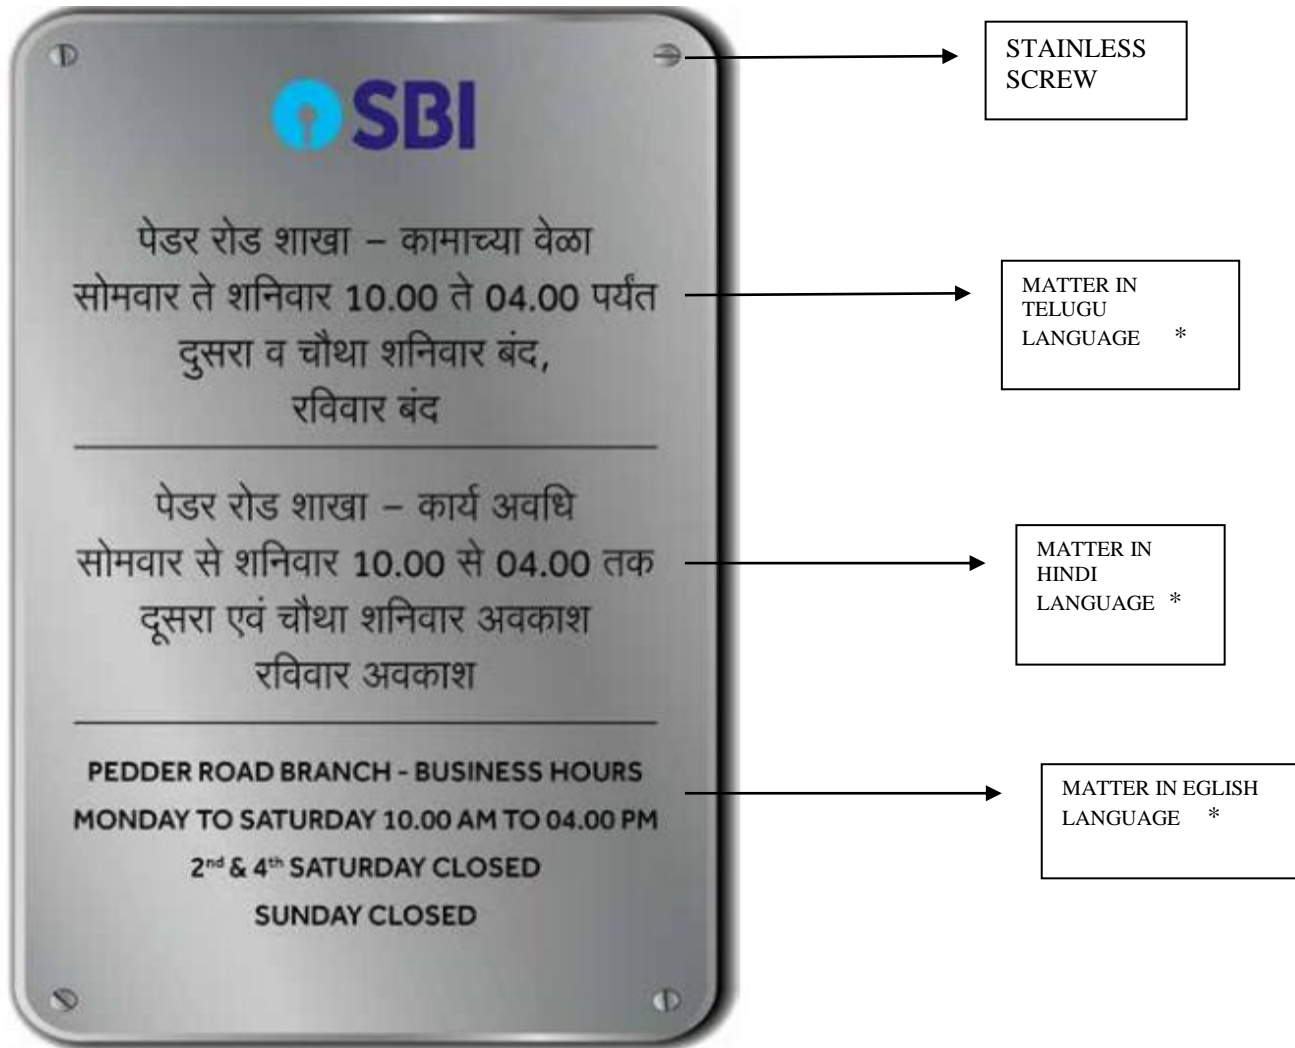 SBI
पेडर रोड शाखा – कामाच्या वेळा
सोमवार ते शनिवार 10.00 ते 04.00 पर्यंत
दुसरा व चौथा शनिवार बंद,
रविवार बंद
पेडर रोड शाखा – कार्य अवधि
सोमवार से शनिवार 10.00 से 04.00 तक
दूसरा एवं चौथा शनिवार अवकाश
रविवार अवकाश
PEDDER ROAD BRANCH - BUSINESS HOURS
MONDAY TO SATURDAY 10.00 AM TO 04.00 PM
2nd & 4th SATURDAY CLOSED
SUNDAY CLOSED
STAINLESS
SCREW
MATTER IN
TELUGU
LANGUAGE *
MATTER IN
HINDI
LANGUAGE *
MATTER IN EGLISH
LANGUAGE *